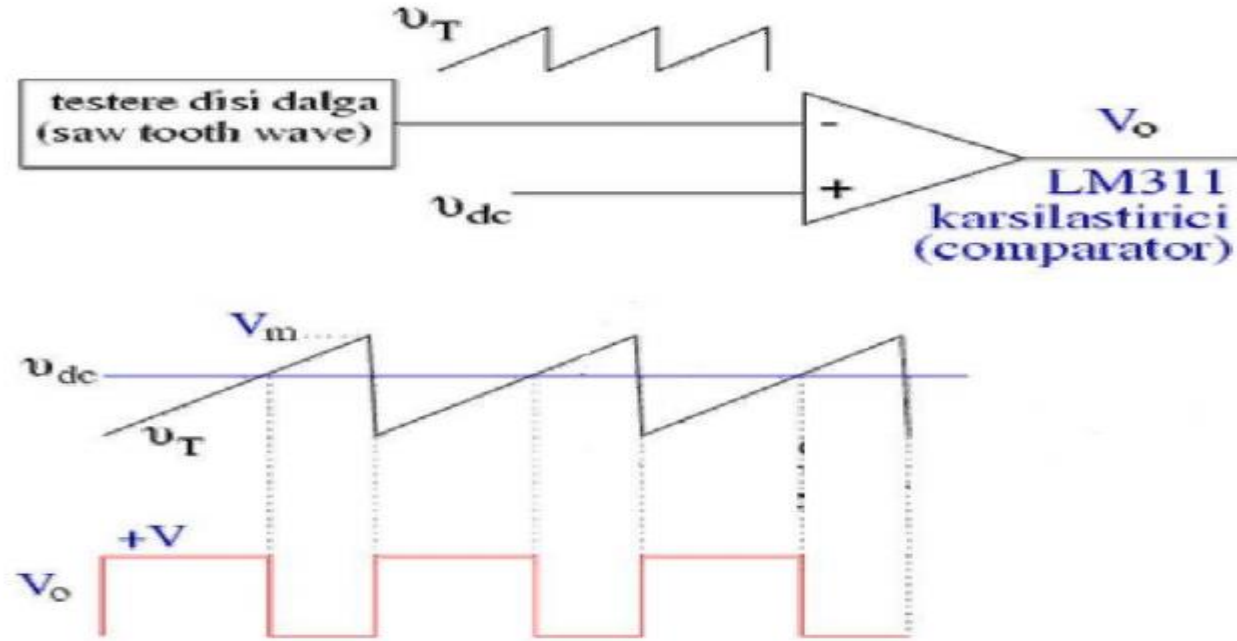 υT
testere disi dalga
(saw tooth wave)
-
Vo
υdc
+
LM311
karsilastirici
(comparator)
Vm
υdc
υT
+V
Vo